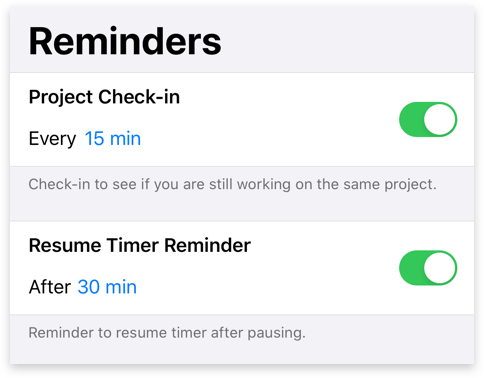 Reminders
Project Check-in
Every 15 min
Check-in to see if you are still working on the same project.
Resume Timer Reminder
After 30 min
Reminder to resume timer after pausing.